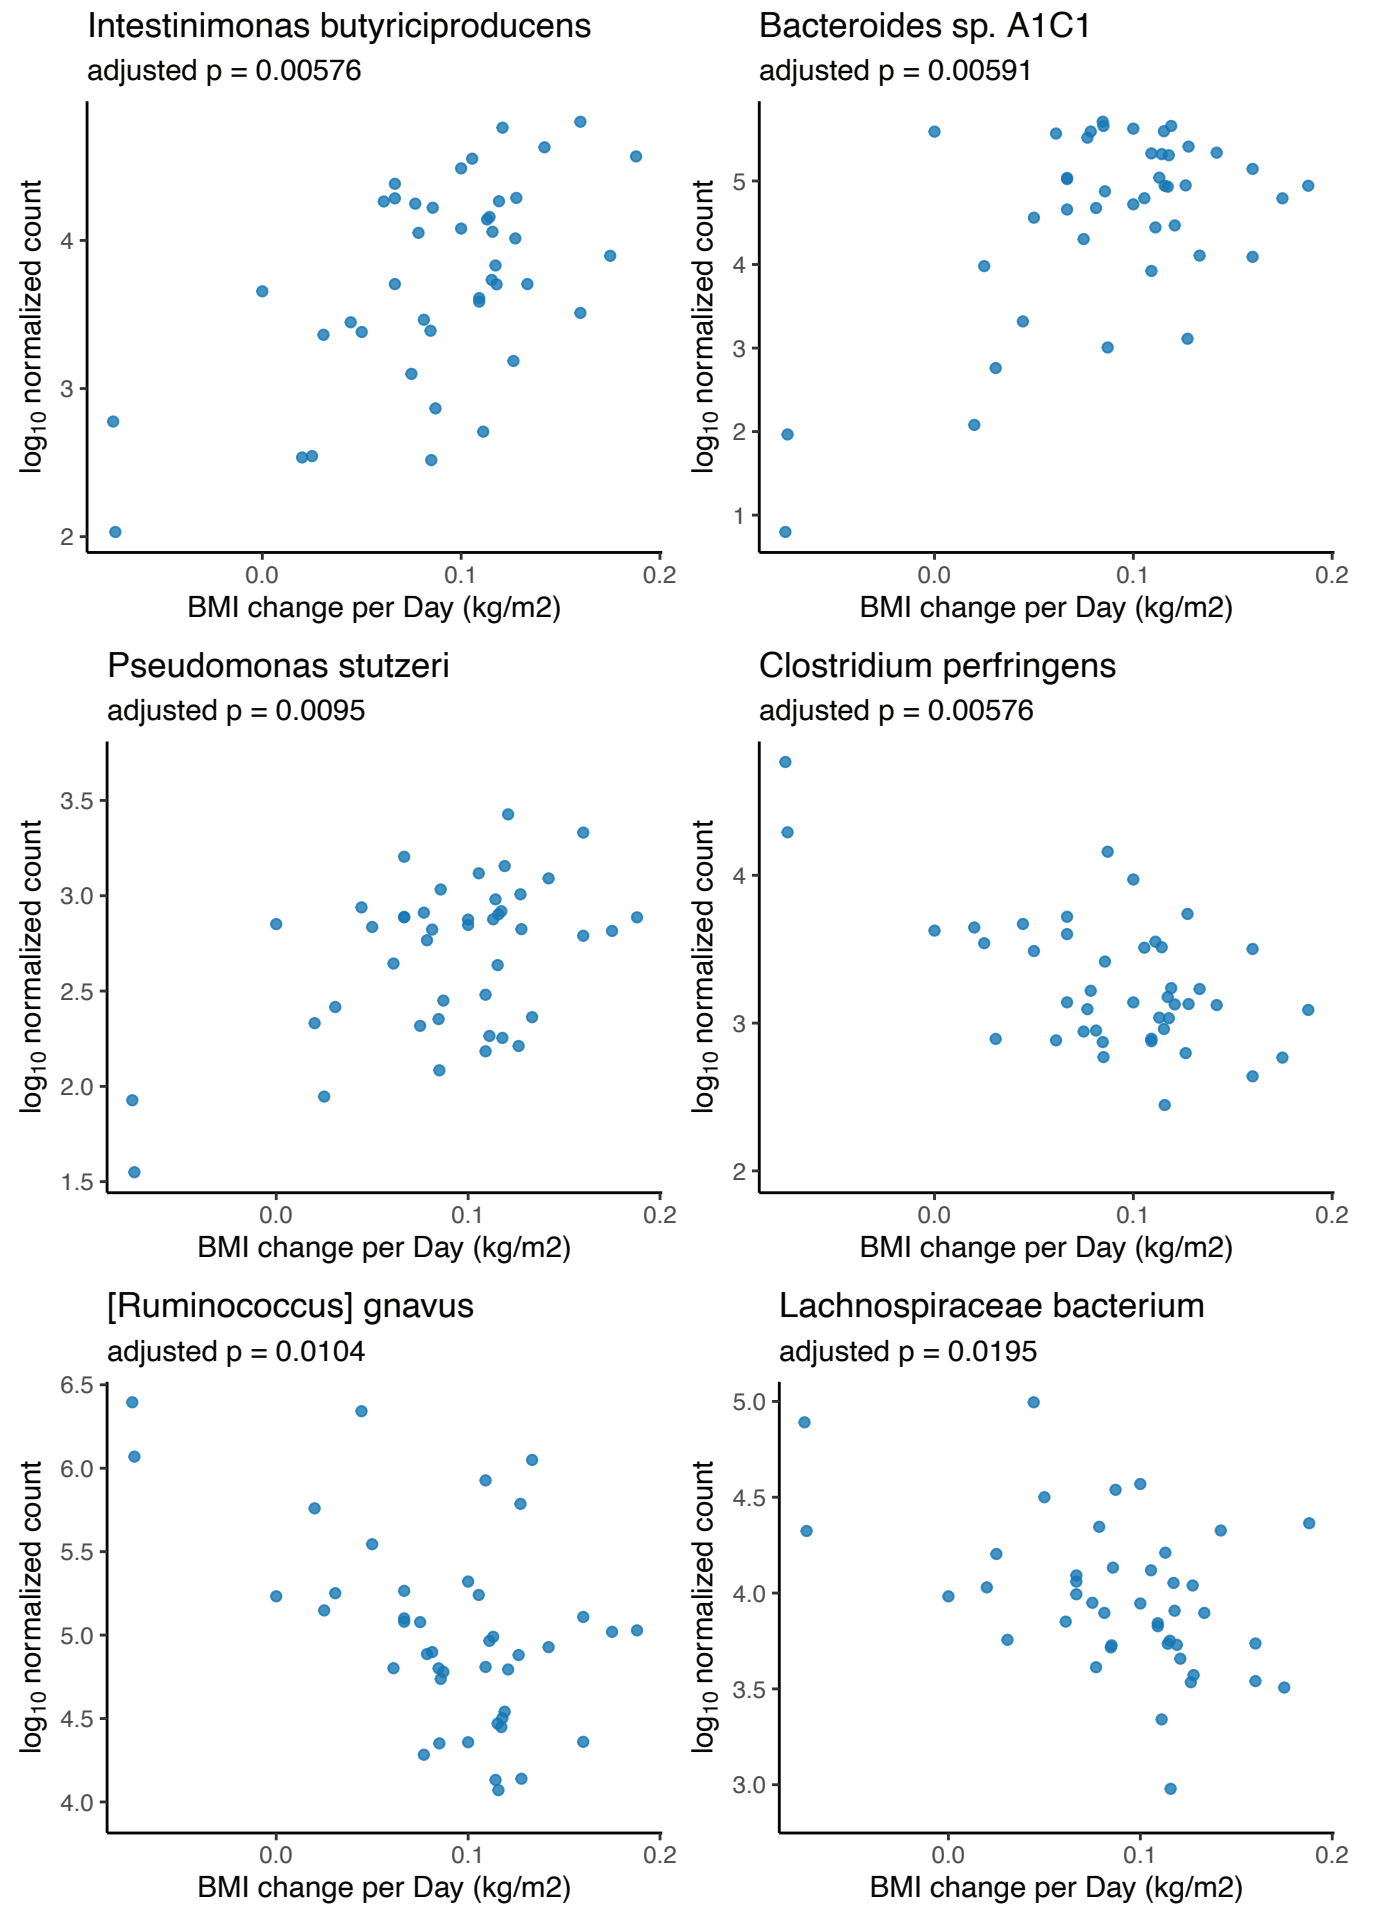 Intestinimonas butyriciproducens
adjusted p = 0.00576
log10 normalized count
4
3
2
0.0 0.1 0.2
BMI change per Day (kg/m2)
Bacteroides sp. A1C1
adjusted p = 0.00591
log10 normalized count
5
4
3
2
1
0.0 0.1 0.2
BMI change per Day (kg/m2)
Pseudomonas stutzeri
adjusted p = 0.0095
log10 normalized count
3.5
3.0
2.5
2.0
1.5
0.0 0.1 0.2
BMI change per Day (kg/m2)
Clostridium perfringens
adjusted p = 0.00576
log10 normalized count
4
3
2
0.0 0.1 0.2
BMI change per Day (kg/m2)
[Ruminococcus] gnavus
adjusted p = 0.0104
log10 normalized count
6.5
6.0
5.5
5.0
4.5
4.0
0.0 0.1 0.2
BMI change per Day (kg/m2)
Lachnospiraceae bacterium
adjusted p = 0.0195
log10 normalized count
5.0
4.5
4.0
3.5
3.0
0.0 0.1 0.2
BMI change per Day (kg/m2)